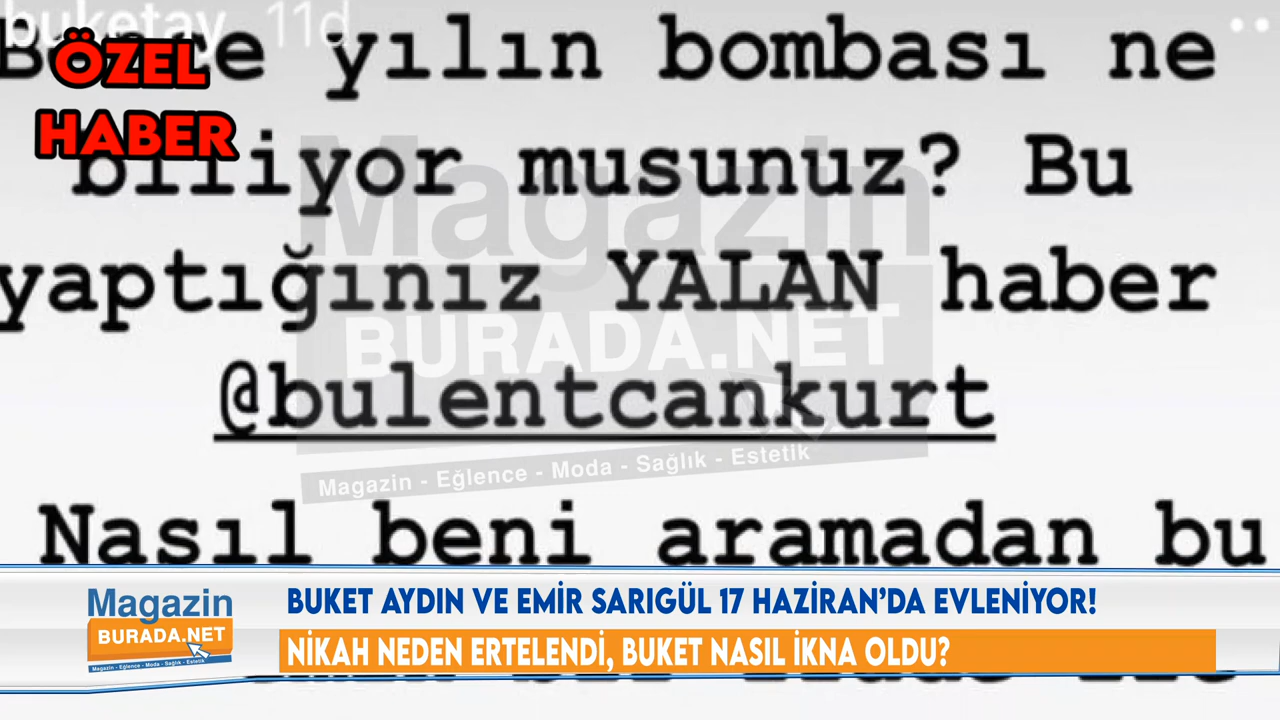 buketay 11d
ÖZEL
HABER
yılın bombası ne
biliyor musunuz? Bu
yaptığınız YALAN haber
@bulentcankurt
Nasıl beni aramadan bu
Magazin
BURADA.NET
Magazin - Eğlence - Moda - Sağlık - Estetik
BUKET AYDIN VE EMİR SARIGÜL 17 HAZİRAN’DA EVLENİYOR!
NİKAH NEDEN ERTELENDİ, BUKET NASIL İKNA OLDU?
Magazin
BURADA.NET
Magazin - Eğlence - Moda - Sağlık - Estetik